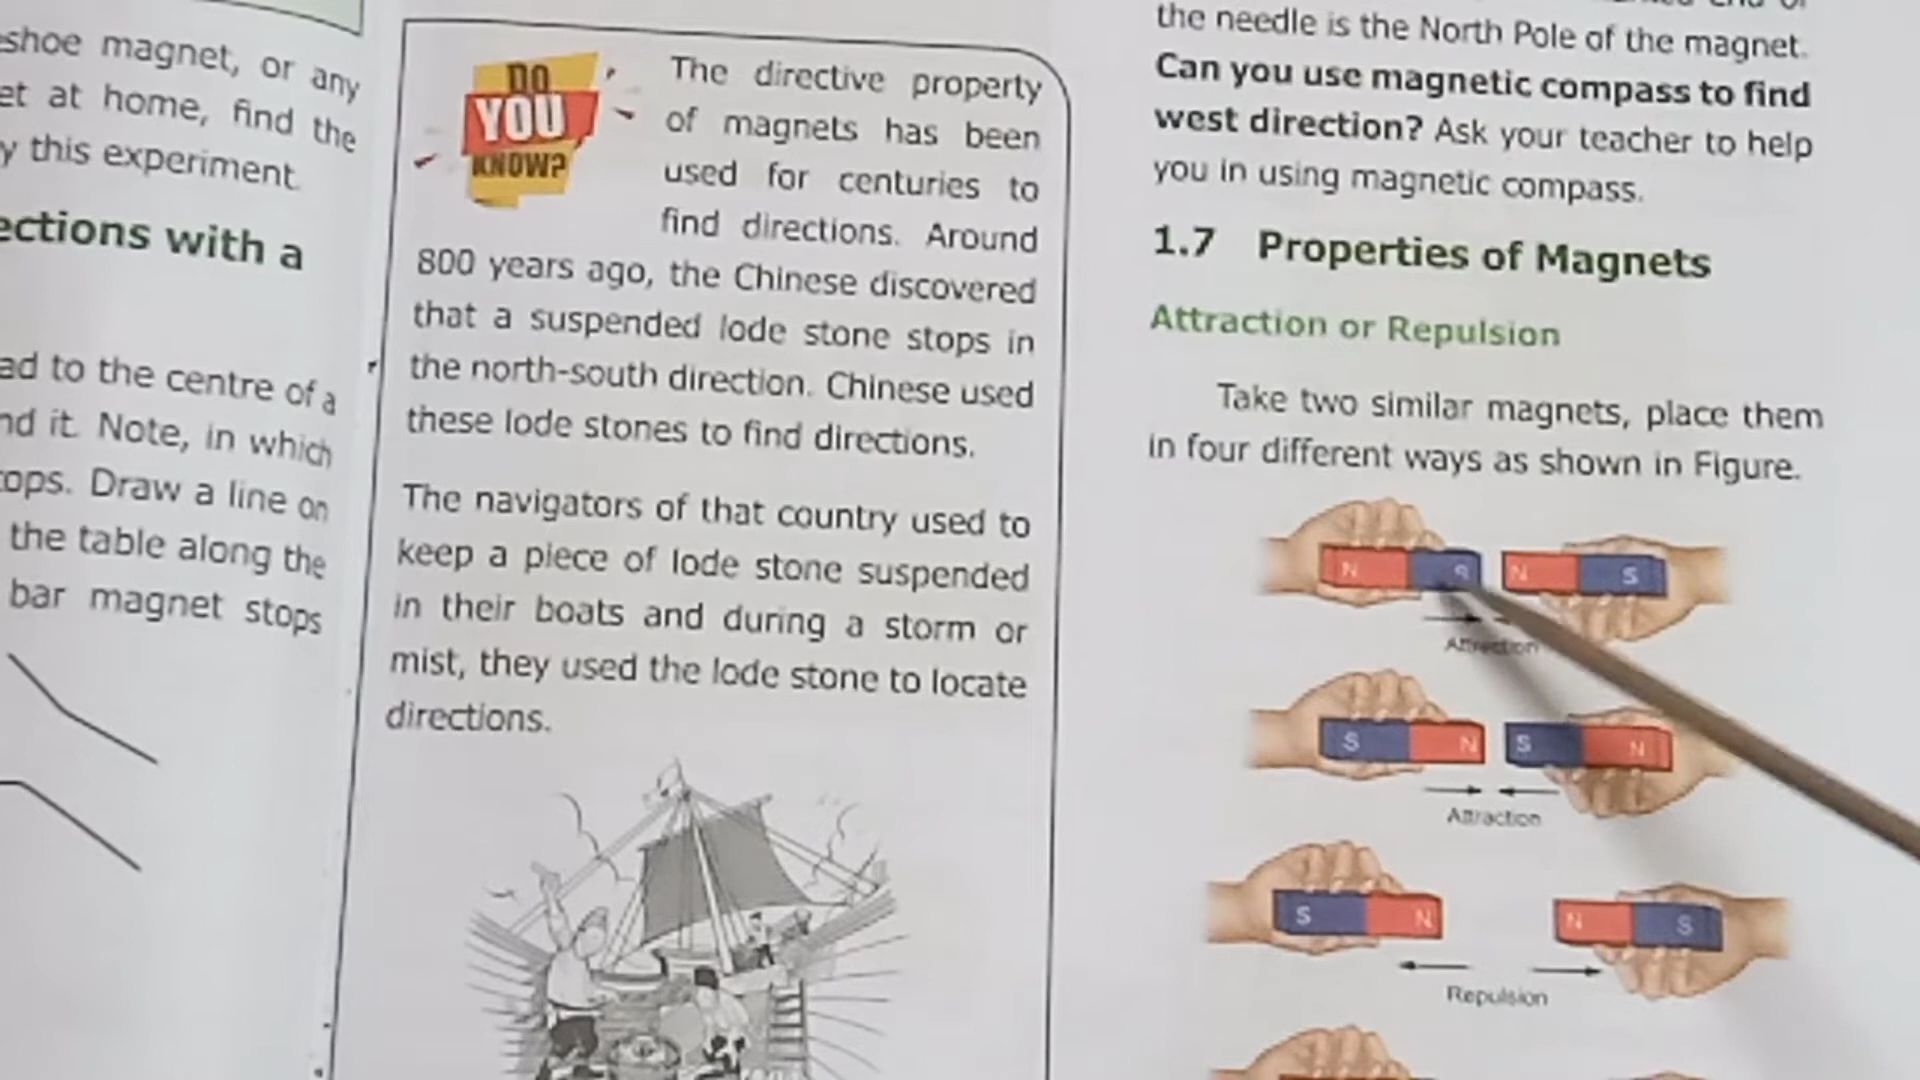 shoe magnet, or any
et at home, find the
y this experiment.
ections with a
ad to the centre of a
nd it. Note, in which
ops. Draw a line on
the table along the
bar magnet stops
DO
YOU
KNOW?
The directive property
of magnets has been
used for centuries to
find directions. Around
800 years ago, the Chinese discovered
that a suspended lode stone stops in
the north-south direction. Chinese used
these lode stones to find directions.
The navigators of that country used to
keep a piece of lode stone suspended
in their boats and during a storm or
mist, they used the lode stone to locate
directions.
the needle is the North Pole of the magnet.
Can you use magnetic compass to find
west direction? Ask your teacher to help
you in using magnetic compass.
1.7 Properties of Magnets
Attraction or Repulsion
Take two similar magnets, place them
in four different ways as shown in Figure.
N S N S
Attraction
S N S N
Attraction
S N N S
Repulsion